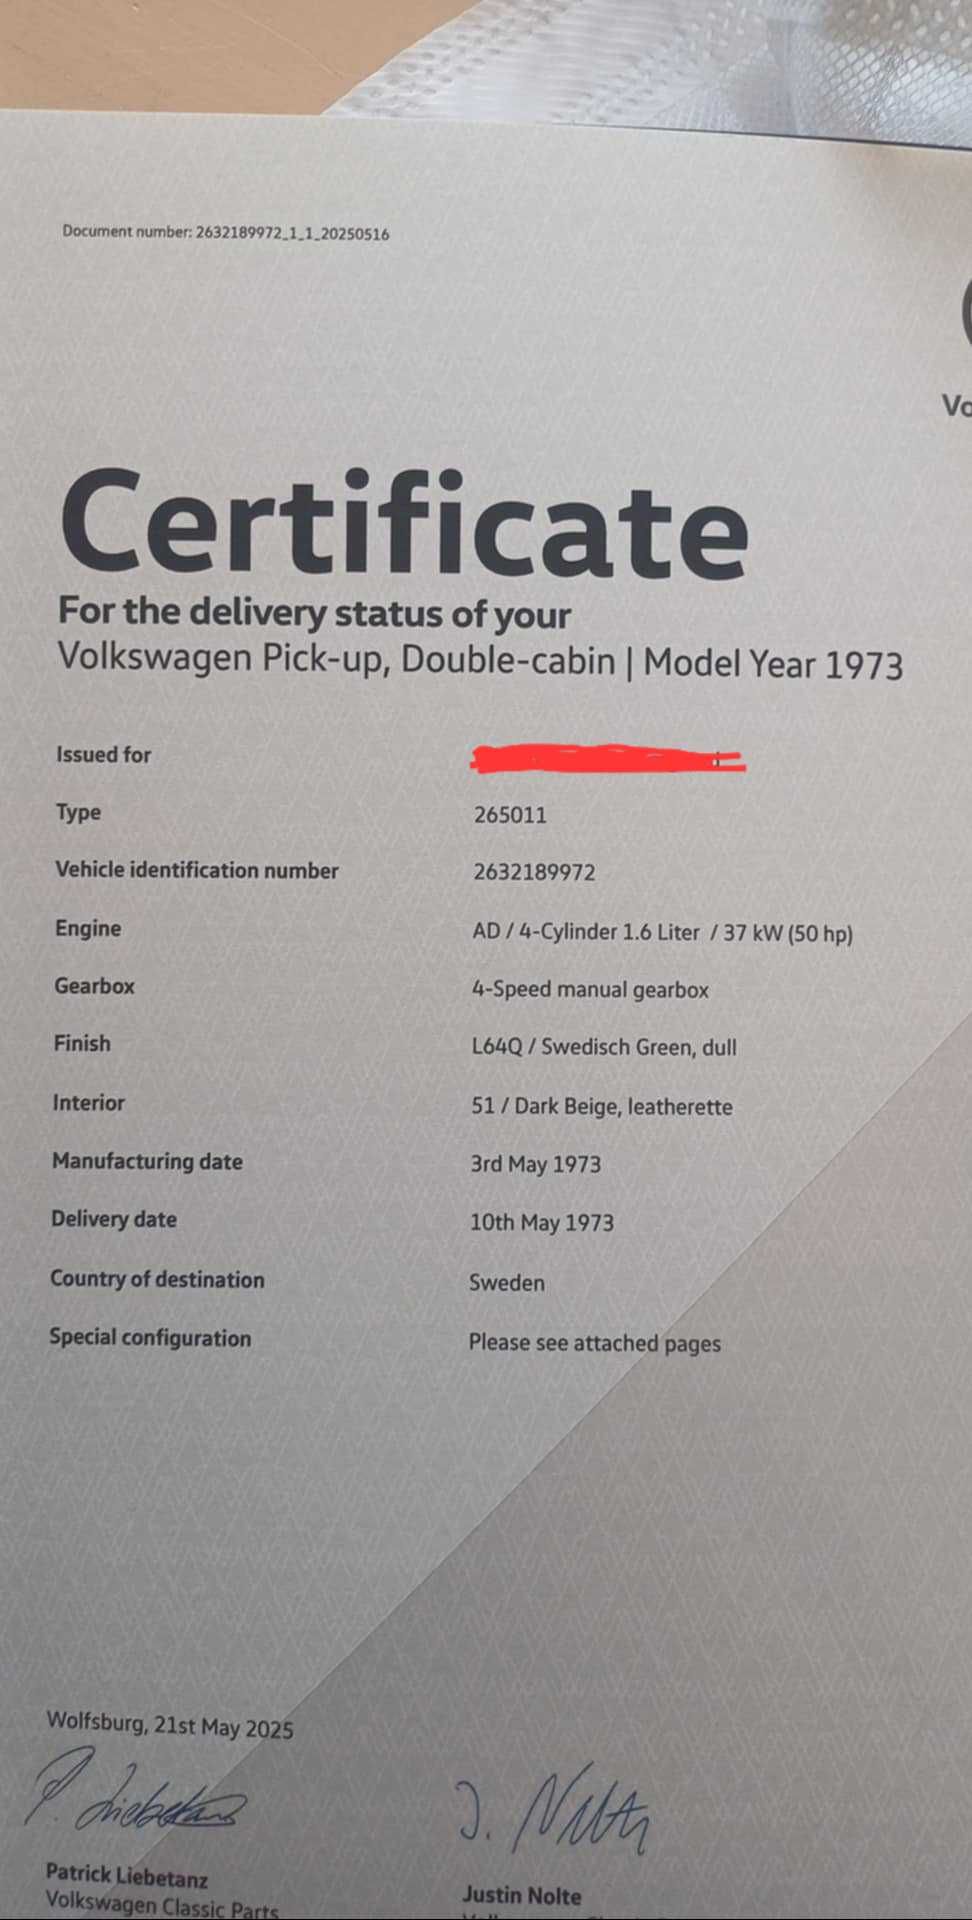 Document number: 2632189972_1_1_20250516
Certificate
For the delivery status of your
Volkswagen Pick-up, Double-cabin | Model Year 1973
Issued for
Type 265011
Vehicle identification number 2632189972
Engine AD / 4-Cylinder 1.6 Liter / 37 kW (50 hp)
Gearbox 4-Speed manual gearbox
Finish L64Q / Swedisch Green, dull
Interior 51 / Dark Beige, leatherette
Manufacturing date 3rd May 1973
Delivery date 10th May 1973
Country of destination Sweden
Special configuration Please see attached pages
Wolfsburg, 21st May 2025
P. Liebetanz J. Nolte
Patrick Liebetanz Justin Nolte
Volkswagen Classic Parts